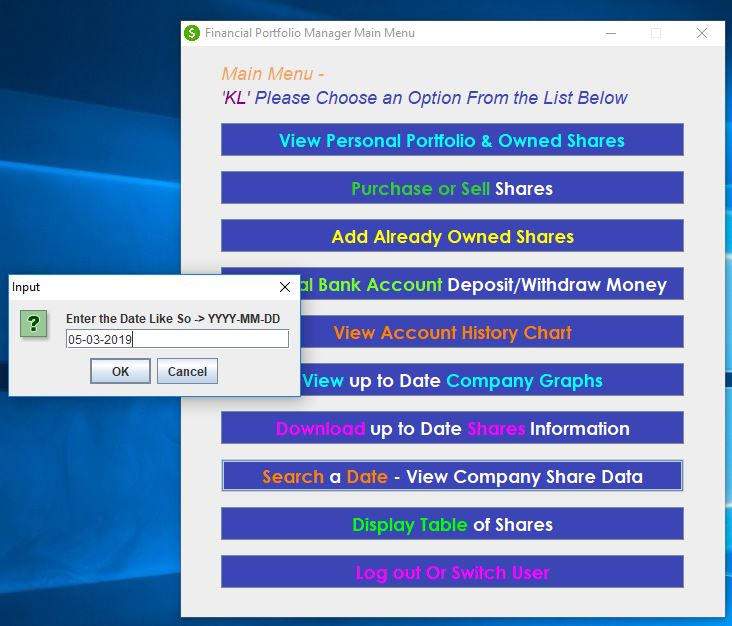 Financial Portfolio Manager Main Menu
Main Menu -
'KL' Please Choose an Option From the List Below
View Personal Portfolio & Owned Shares
Purchase or Sell Shares
Add Already Owned Shares
Bank Account Deposit/Withdraw Money
View Account History Chart
View up to Date Company Graphs
Download up to Date Shares Information
Search a Date - View Company Share Data
Display Table of Shares
Log out Or Switch User
Input
Enter the Date Like So -> YYYY-MM-DD
05-03-2019
OK Cancel